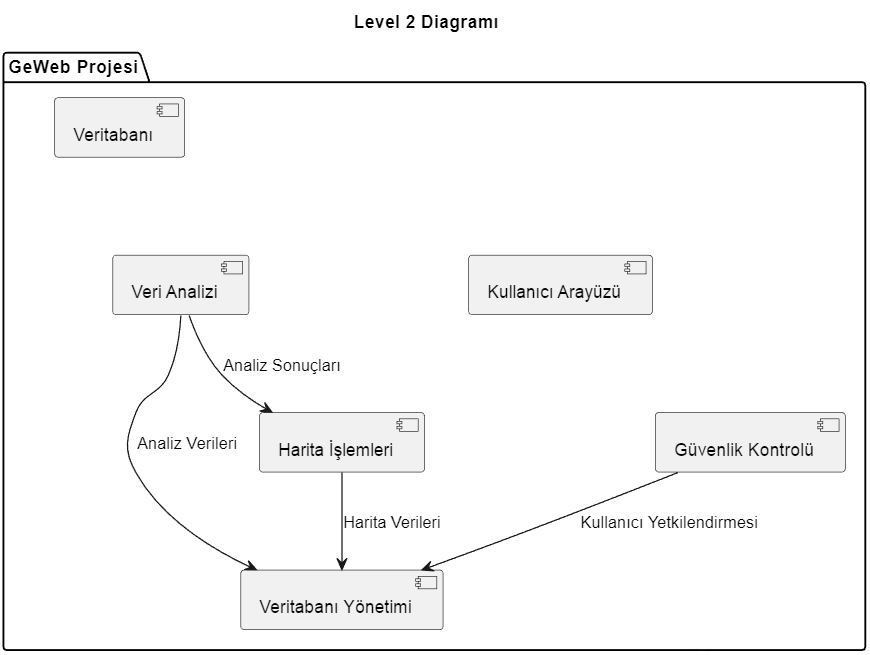 Level 2 Diagramı
GeWeb Projesi
Veritabanı
Veri Analizi
Kullanıcı Arayüzü
Analiz Sonuçları
Analiz Verileri
Harita İşlemleri
Güvenlik Kontrolü
Harita Verileri
Kullanıcı Yetkilendirmesi
Veritabanı Yönetimi